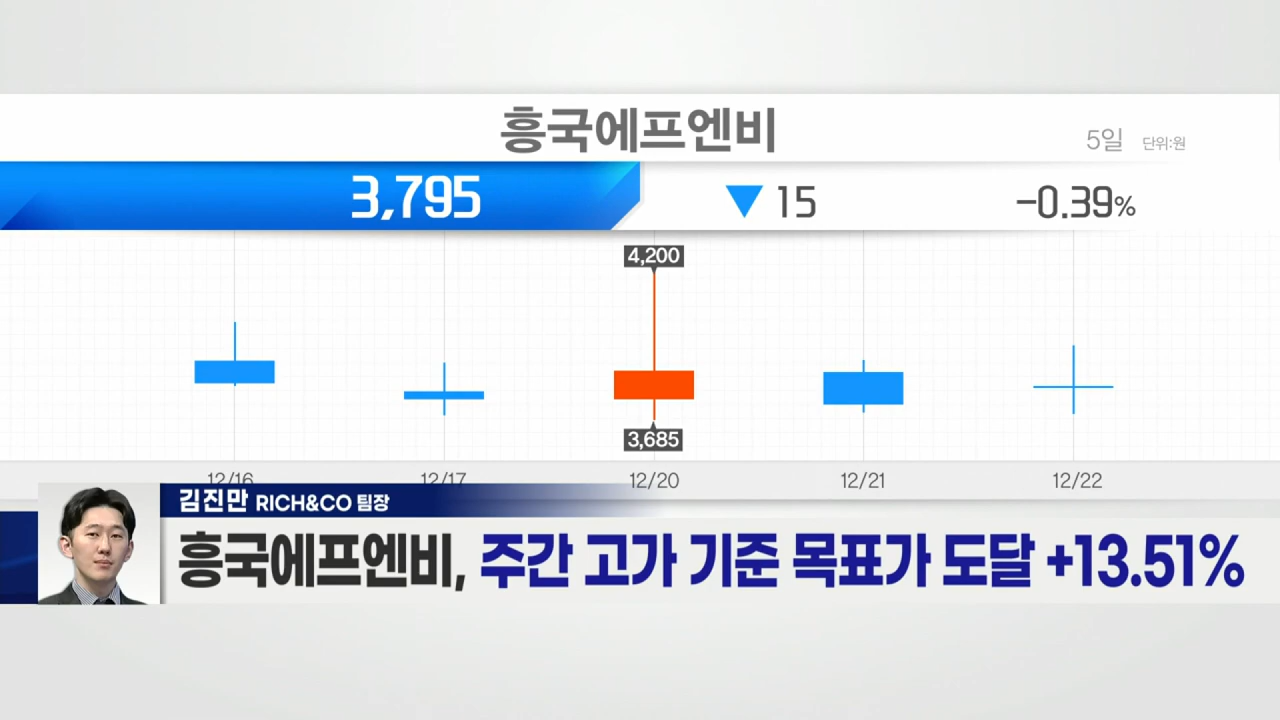 흥국에프엔비
5일 단위:원
3,795 ▼ 15 -0.39%
4,200
3,685
12/16 12/17 12/20 12/21 12/22
김진만 RICH&CO 팀장
흥국에프엔비, 주간 고가 기준 목표가 도달 +13.51%